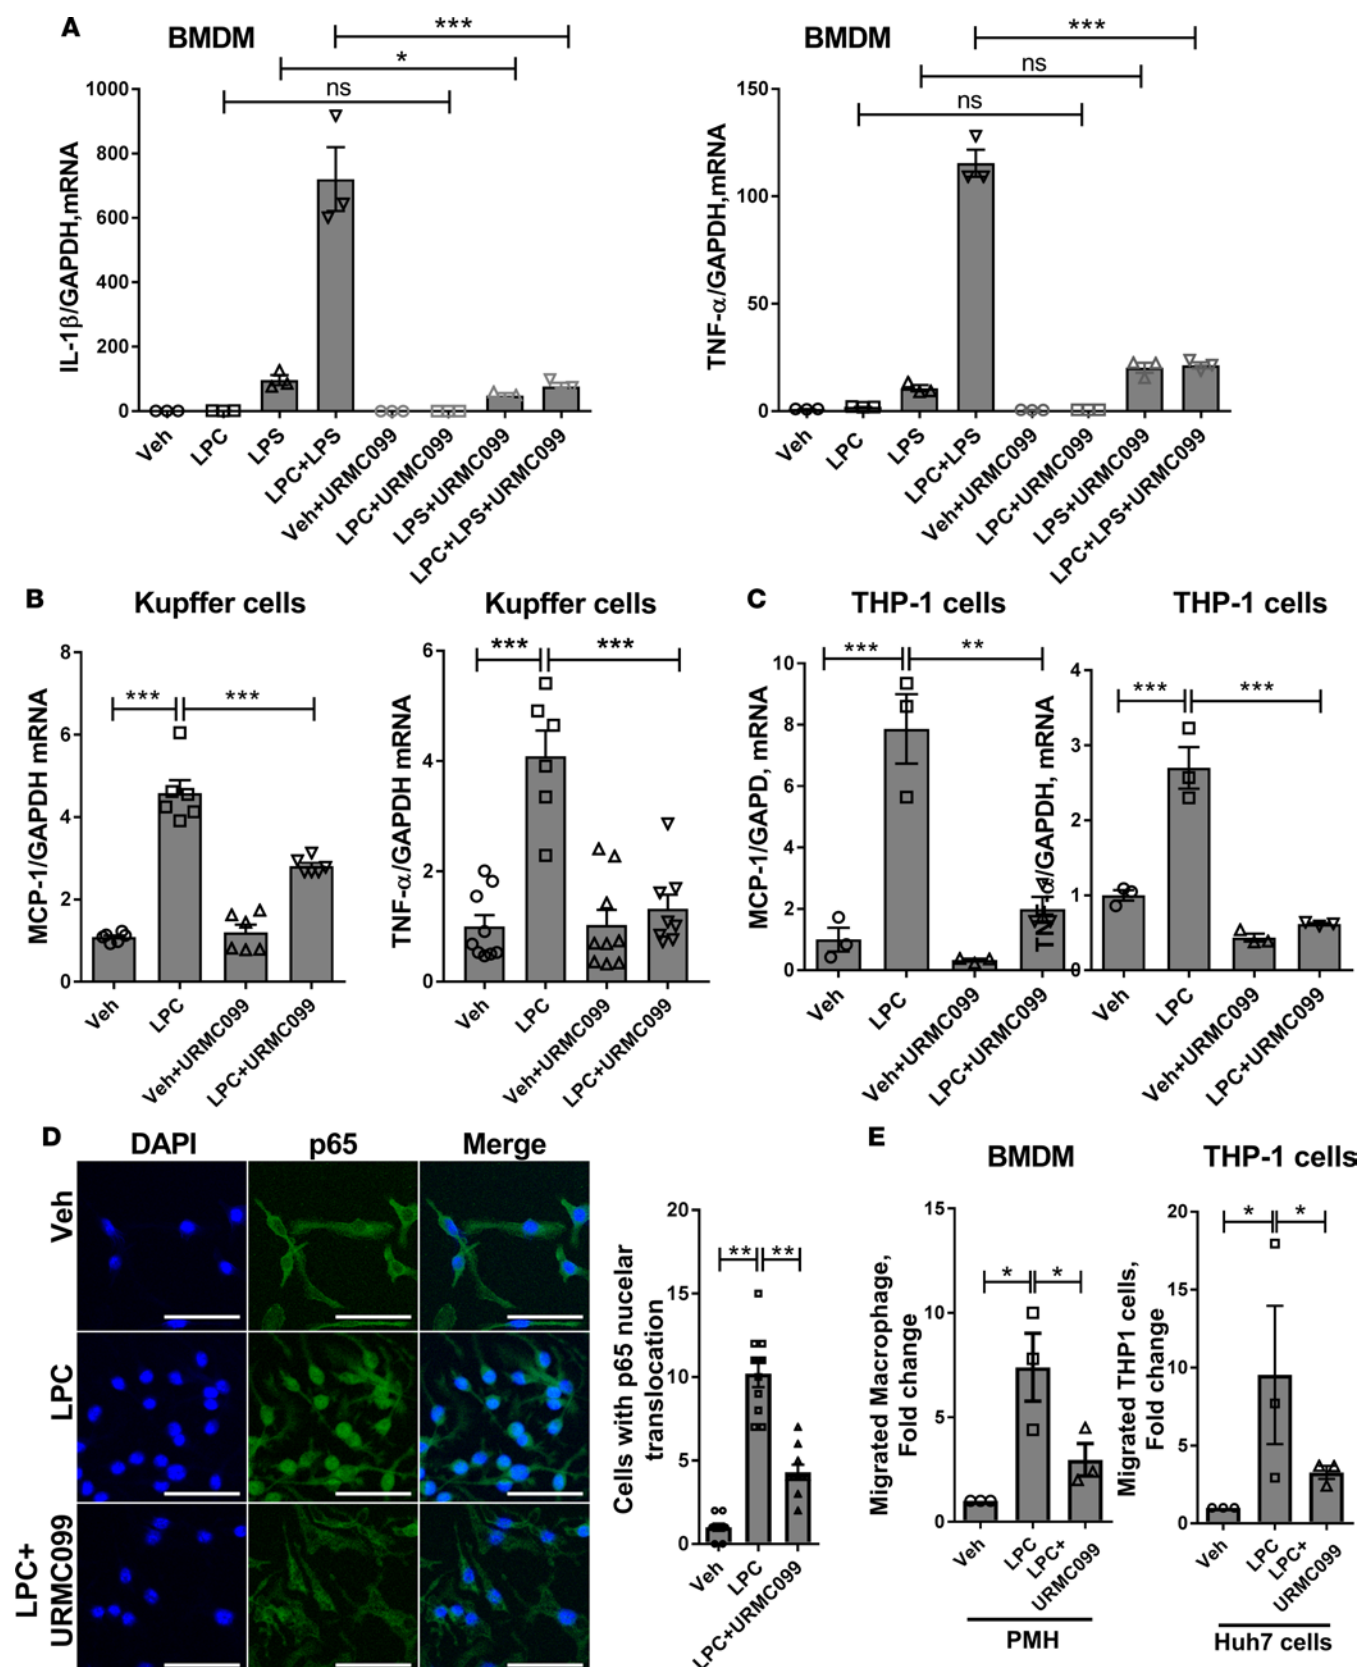 A
BMDM
***
*
ns
1000
800
600
400
200
0
IL-1β/GAPDH,mRNA
Veh
LPC
LPS
LPC+LPS
Veh+URMC099
LPC+URMC099
LPS+URMC099
LPC+LPS+URMC099
BMDM
***
ns
ns
150
100
50
0
TNF-α/GAPDH,mRNA
Veh
LPC
LPS
LPC+LPS
Veh+URMC099
LPC+URMC099
LPS+URMC099
LPC+LPS+URMC099
B
Kupffer cells
***
***
8
6
4
2
0
MCP-1/GAPDH mRNA
Veh
LPC
Veh+URMC099
LPC+URMC099
Kupffer cells
***
***
6
4
2
0
TNF-α/GAPDH mRNA
Veh
LPC
Veh+URMC099
LPC+URMC099
C
THP-1 cells
***
**
10
8
6
4
2
0
MCP-1/GAPD, mRNA
Veh
LPC
Veh+URMC099
LPC+URMC099
THP-1 cells
***
***
4
3
2
1
0
α/GAPDH, mRNA
Veh
LPC
Veh+URMC099
LPC+URMC099
D
DAPI
p65
Merge
Veh
LPC
LPC+
URMC099
**
**
20
15
10
5
0
Cells with p65 nucelar
translocation
Veh
LPC
LPC+URMC099
E
BMDM
*
*
15
10
5
0
Migrated Macrophage,
Fold change
Veh
LPC
LPC+
URMC099
PMH
THP-1 cells
*
*
20
15
10
5
0
Migrated THP1 cells,
Fold change
Veh
LPC
LPC+
URMC099
Huh7 cells